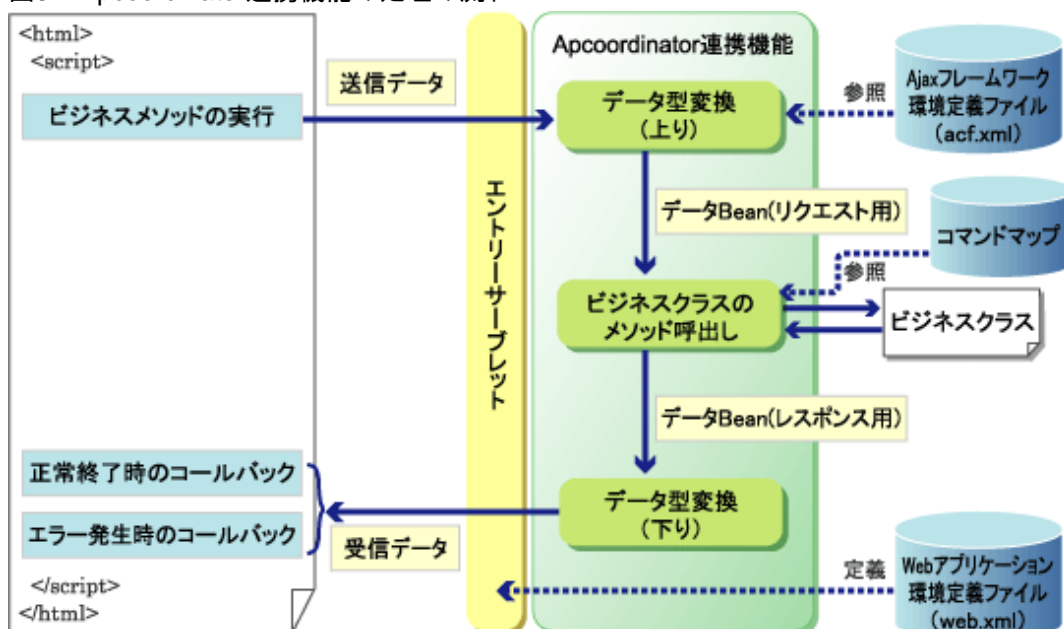 <html>
<script>
ビジネスメソッドの実行
送信データ
エントリーサーブレット
Apcoordinator連携機能
データ型変換
(上り)
参照
Ajaxフレームワーク
環境定義ファイル
(acf.xml)
データBean(リクエスト用)
コマンドマップ
参照
ビジネスクラスの
メソッド呼出し
ビジネスクラス
データBean(レスポンス用)
正常終了時のコールバック
エラー発生時のコールバック
受信データ
データ型変換
(下り)
定義
Webアプリケーション
環境定義ファイル
(web.xml)
</script>
</html>